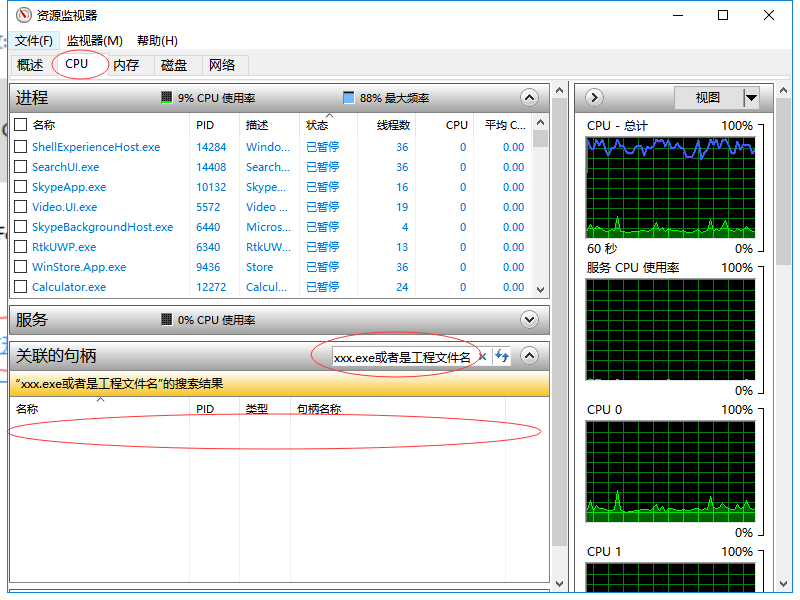 资源监视器
文件(F) 监视器(M) 帮助(H)
概述 CPU 内存 磁盘 网络
进程 9% CPU 使用率 88% 最大频率
名称 PID 描述 状态 线程数 CPU 平均 C...
ShellExperienceHost.exe 14284 Windo... 已暂停 36 0 0.00
SearchUI.exe 14408 Search... 已暂停 36 0 0.00
SkypeApp.exe 10132 Skype... 已暂停 16 0 0.00
Video.UI.exe 5572 Video ... 已暂停 19 0 0.00
SkypeBackgroundHost.exe 6440 Micros... 已暂停 4 0 0.00
RtkUWP.exe 6340 RtkUW... 已暂停 13 0 0.00
WinStore.App.exe 9436 Store 已暂停 36 0 0.00
Calculator.exe 12272 Calcul... 已暂停 24 0 0.00
服务 0% CPU 使用率
关联的句柄 xxx.exe或者是工程文件名
“xxx.exe或者是工程文件名”的搜索结果
名称 PID 类型 句柄名称
视图
CPU - 总计 100%
60 秒 0%
服务 CPU 使用率 100%
0%
CPU 0 100%
0%
CPU 1 100%